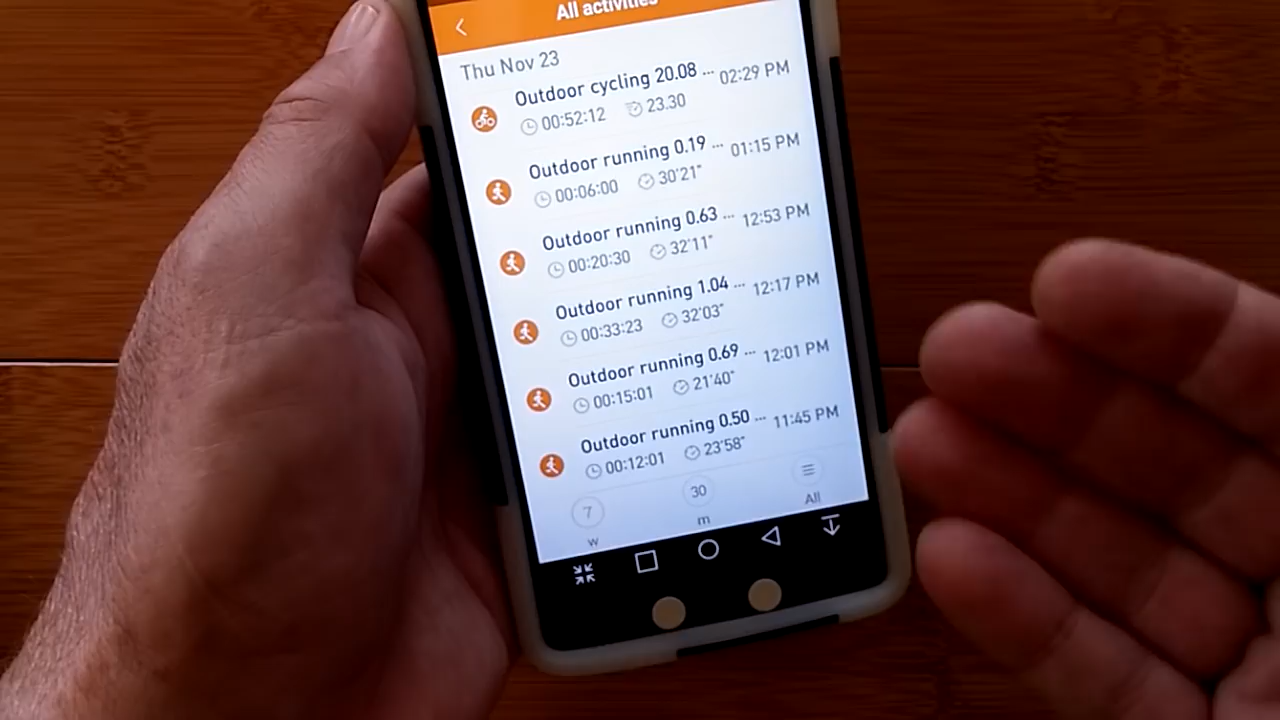 All activities
Thu Nov 23
Outdoor cycling 20.08 ... 02:29 PM
00:52:12 23.30
Outdoor running 0.19 ... 01:15 PM
00:06:00 30'21"
Outdoor running 0.63 ... 12:53 PM
00:20:30 32'11"
Outdoor running 1.04 ... 12:17 PM
00:33:23 32'03"
Outdoor running 0.69 ... 12:01 PM
00:15:01 21'40"
Outdoor running 0.50 ... 11:45 PM
00:12:01 23'58"
7 30
w m All